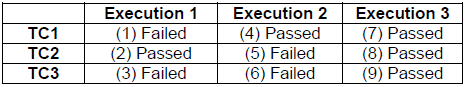 Execution 1 Execution 2 Execution 3
TC1 (1) Failed (4) Passed (7) Passed
TC2 (2) Passed (5) Failed (8) Passed
TC3 (3) Failed (6) Failed (9) Passed